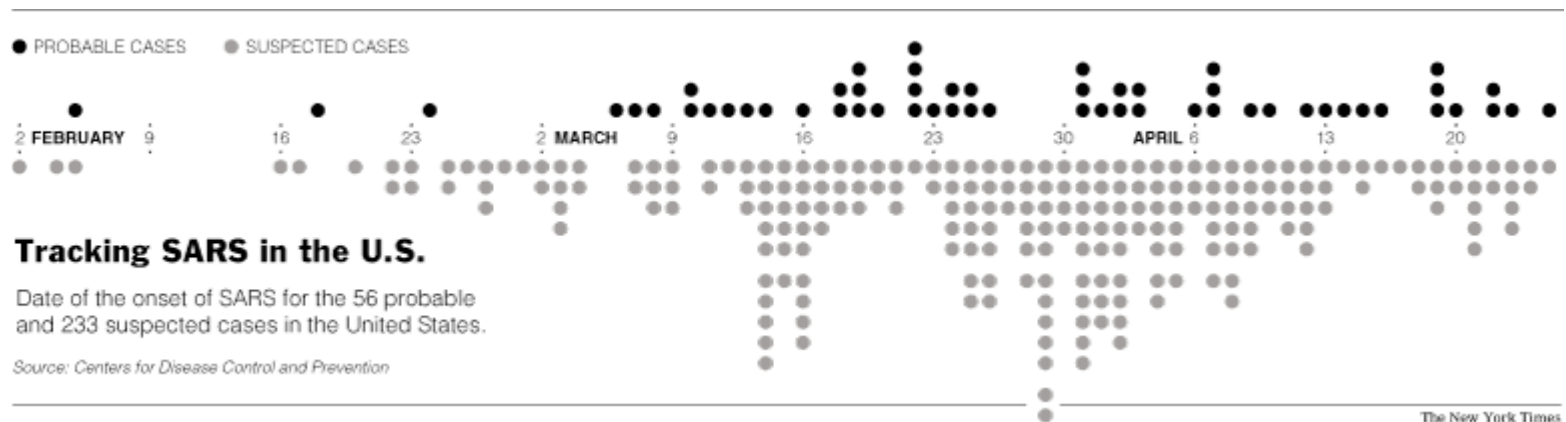 PROBABLE CASES SUSPECTED CASES
2 FEBRUARY 9 16 23 2 MARCH 9 16 23 30 APRIL 6 13 20
Tracking SARS in the U.S.
Date of the onset of SARS for the 56 probable
and 233 suspected cases in the United States.
Source: Centers for Disease Control and Prevention
The New York Times